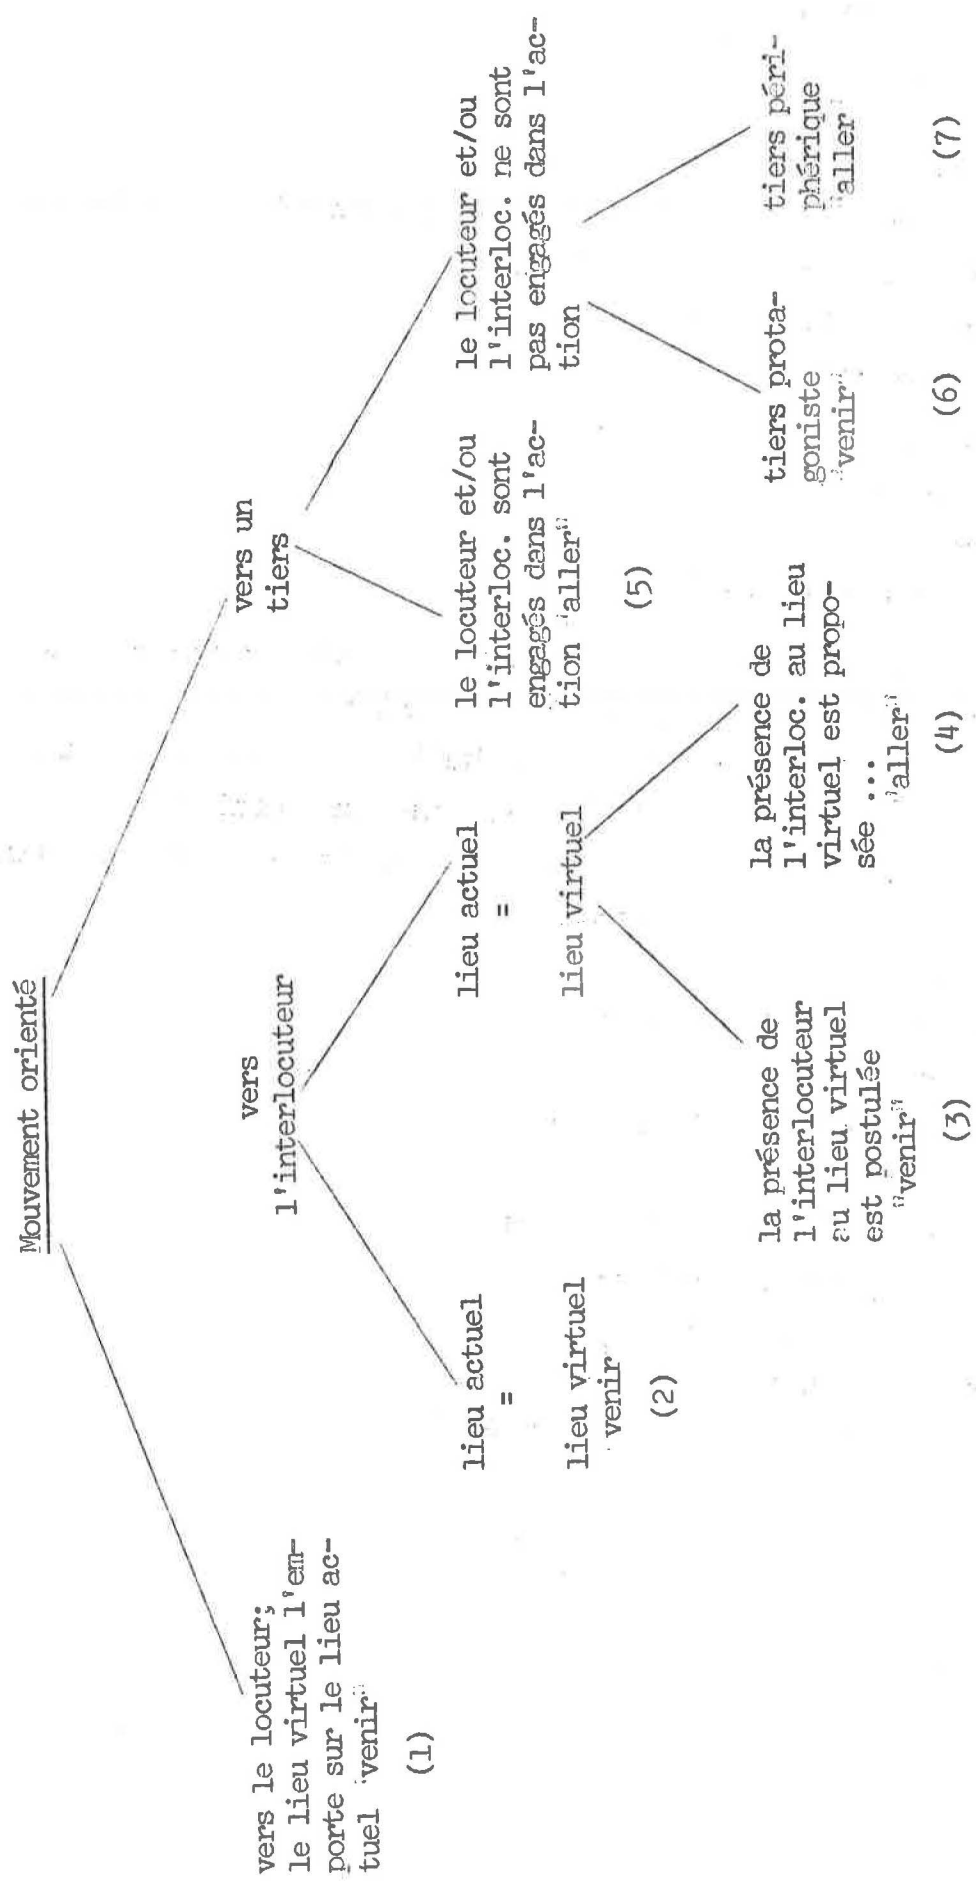 Mouvement orienté
vers le locuteur;
le lieu virtuel l'em-
porte sur le lieu ac-
tuel "venir"
(1)
vers
l'interlocuteur
lieu actuel
=
lieu virtuel
venir
(2)
lieu actuel
=
lieu virtuel
la présence de
l'interlocuteur
au lieu virtuel
est postulée
"venir"
(3)
la présence de
l'interloc. au lieu
virtuel est propo-
sée ...
"aller"
(4)
vers un
tiers
le locuteur et/ou
l'interloc. sont
engagés dans l'ac-
tion "aller"
(5)
le locuteur et/ou
l'interloc. ne sont
pas engagés dans l'ac-
tion
tiers prota-
goniste
"venir"
(6)
tiers péri-
phérique
"aller"
(7)